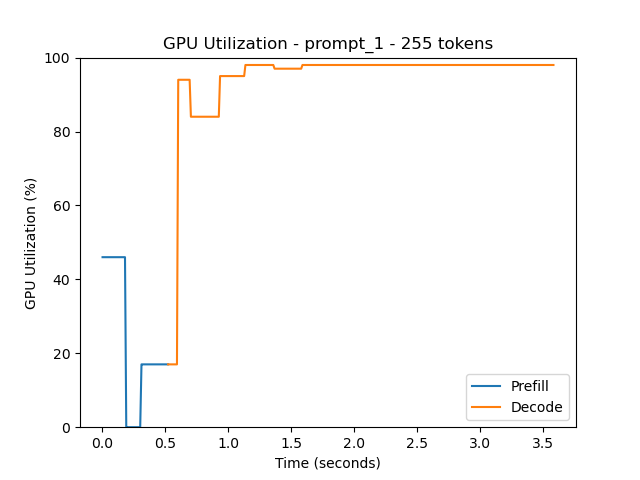 GPU Utilization - prompt_1 - 255 tokens
100
80
60
40
20
0
GPU Utilization (%)
0.0 0.5 1.0 1.5 2.0 2.5 3.0 3.5
Time (seconds)
Prefill
Decode